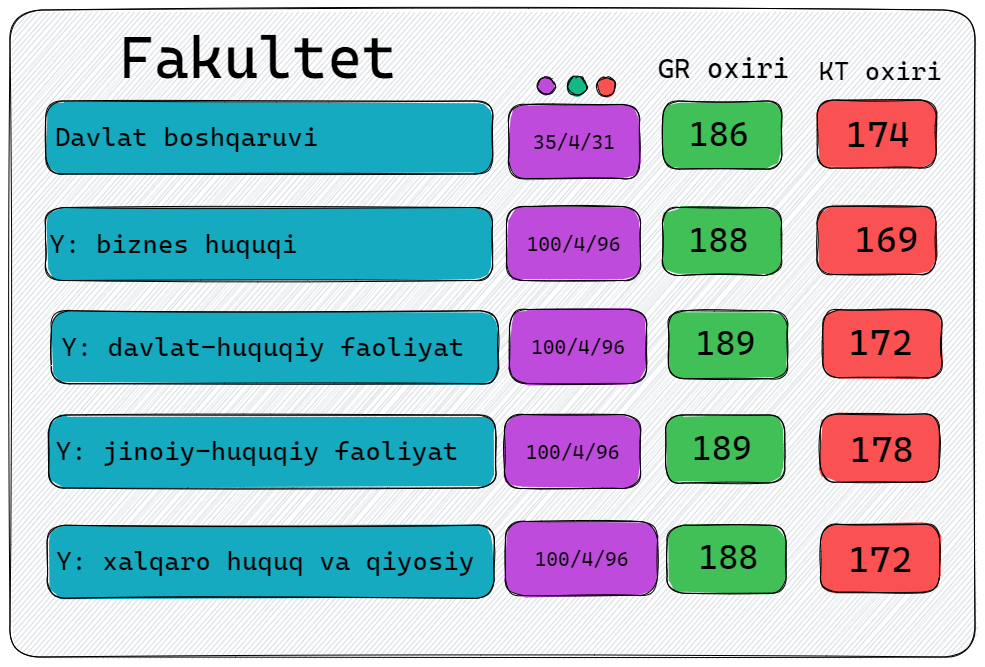 Fakultet
GR oxiri KT oxiri
Davlat boshqaruvi 35/4/31 186 174
Y: biznes huquqi 100/4/96 188 169
Y: davlat-huquqiy faoliyat 100/4/96 189 172
Y: jinoiy-huquqiy faoliyat 100/4/96 189 178
Y: xalqaro huquq va qiyosiy 100/4/96 188 172